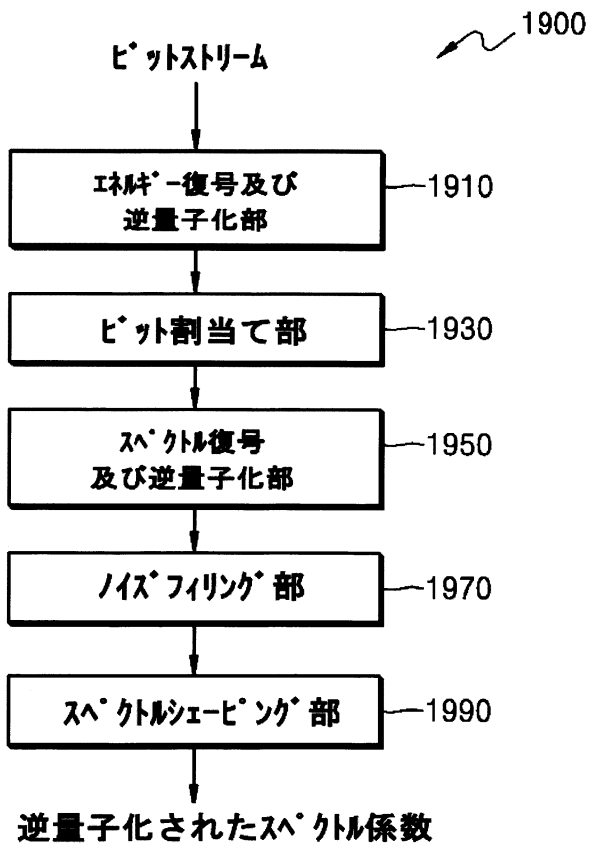 1900
ﾋﾞｯﾄｽﾄﾘｰﾑ
ｴﾈﾙｷﾞｰ復号及び
逆量子化部
1910
ﾋﾞｯﾄ割当て部
1930
ｽﾍﾟｸﾄﾙ復号
及び逆量子化部
1950
ﾉｲｽﾞﾌｨﾘﾝｸﾞ部
1970
ｽﾍﾟｸﾄﾙｼｪｰﾋﾟﾝｸﾞ部
1990
逆量子化されたｽﾍﾟｸﾄﾙ係数